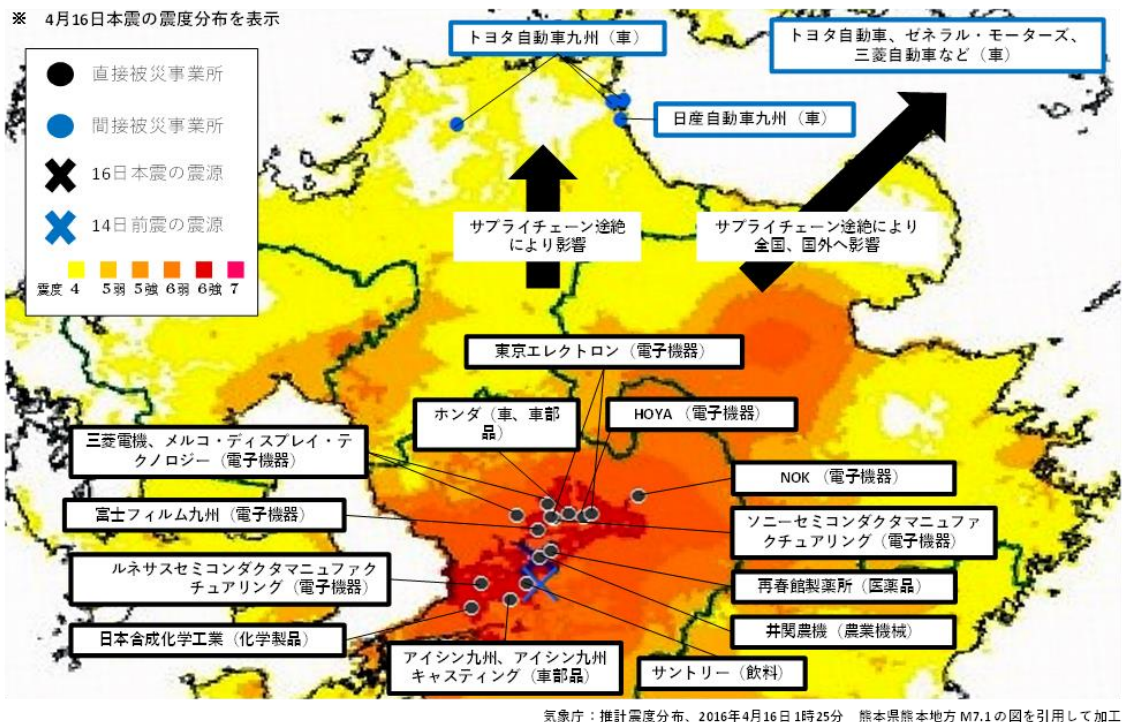 ※ 4月16日本震の震度分布を表示
直接被災事業所
間接被災事業所
16日本震の震源
14日前震の震源
震度 4 5弱 5強 6弱 6強 7
トヨタ自動車九州（車）
トヨタ自動車、ゼネラル・モーターズ、
三菱自動車など（車）
日産自動車九州（車）
サプライチェーン途絶
により影響
サプライチェーン途絶により
全国、国外へ影響
東京エレクトロン（電子機器）
ホンダ（車、車部
品）
HOYA（電子機器）
三菱電機、メルコ・ディスプレイ・テ
クノロジー（電子機器）
NOK（電子機器）
富士フィルム九州（電子機器）
ソニーセミコンダクタマニュファ
クチュアリング（電子機器）
ルネサスセミコンダクタマニュファク
チュアリング（電子機器）
再春館製薬所（医薬品）
井関農機（農業機械）
日本合成化学工業（化学製品）
アイシン九州、アイシン九州
キャスティング（車部品）
サントリー（飲料）
気象庁：推計震度分布、2016年4月16日1時25分 熊本県熊本地方 M7.1の図を引用して加工